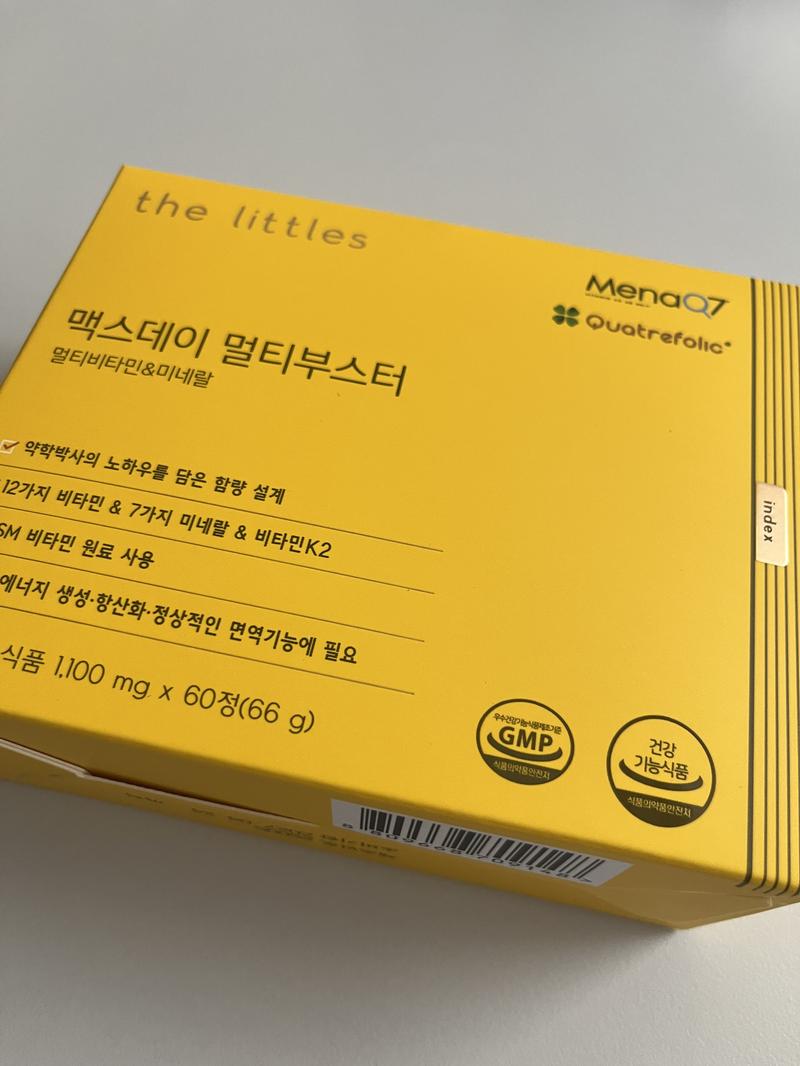 the littles
MenaQ7
Quatrefolic
맥스데이 멀티부스터
멀티비타민&미네랄
약학박사의 노하우를 담은 함량 설계
12가지 비타민 & 7가지 미네랄 & 비타민K2
SM 비타민 원료 사용
에너지 생성·항산화·정상적인 면역기능에 필요
식품 1,100 mg x 60정(66 g)
index
우수건강기능식품제조기준
GMP
식품의약품안전처
건강
기능식품
식품의약품안전처